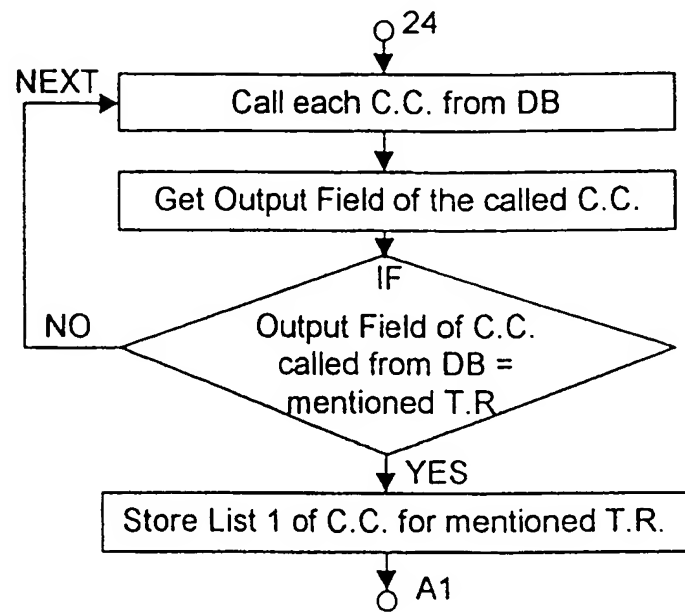 24
NEXT
Call each C.C. from DB
Get Output Field of the called C.C.
IF
NO
Output Field of C.C.
called from DB =
mentioned T.R
YES
Store List 1 of C.C. for mentioned T.R.
A1